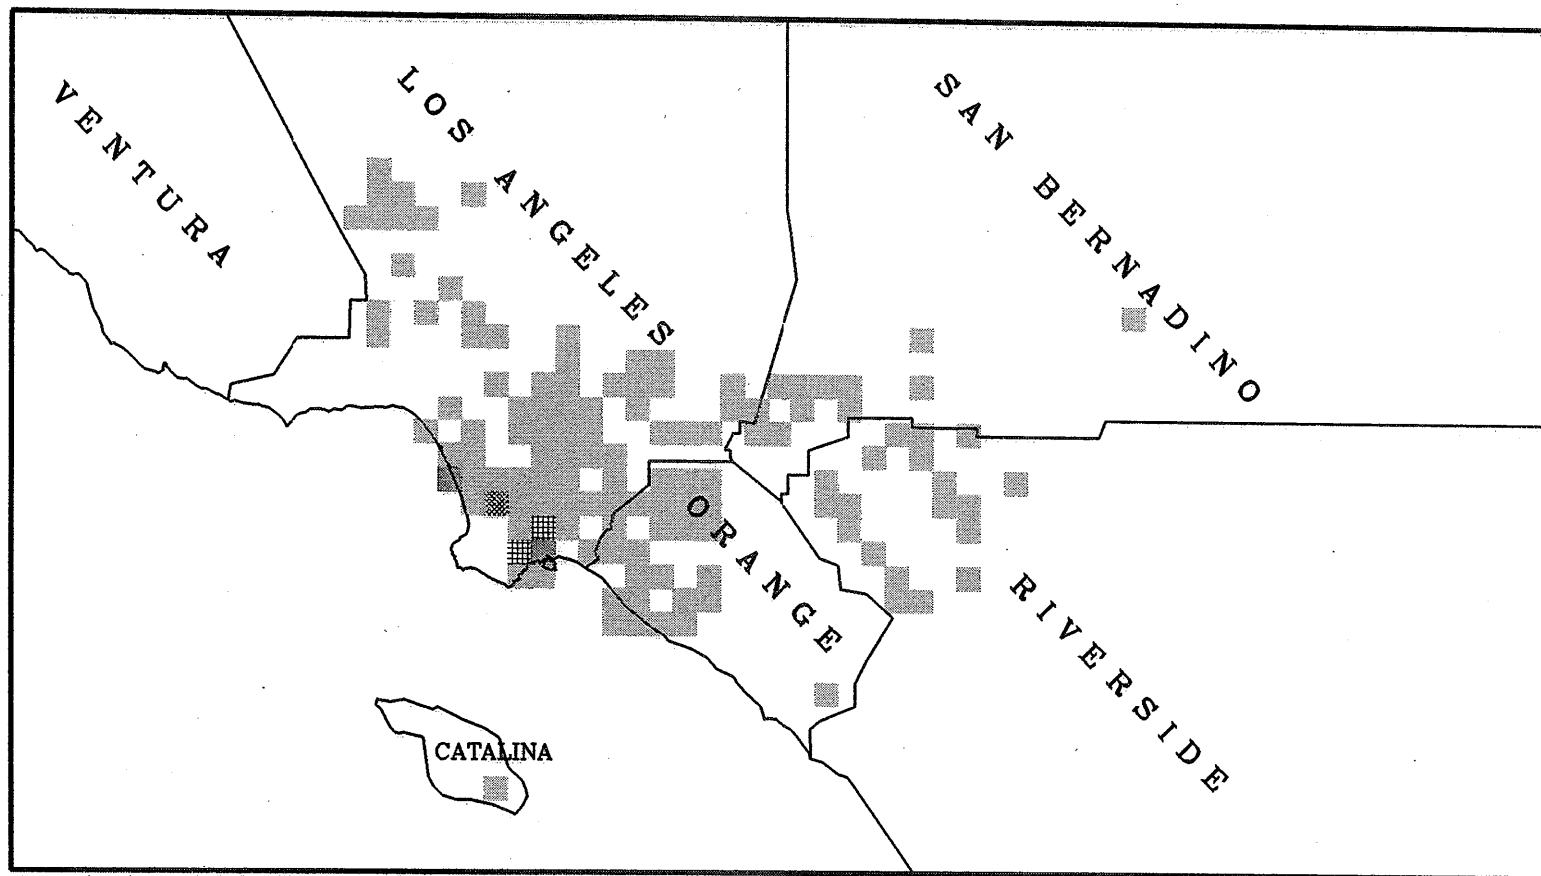 VENTURA
LOS ANGELES
SAN BERNADINO
ORANGE
RIVERSIDE
CATALINA